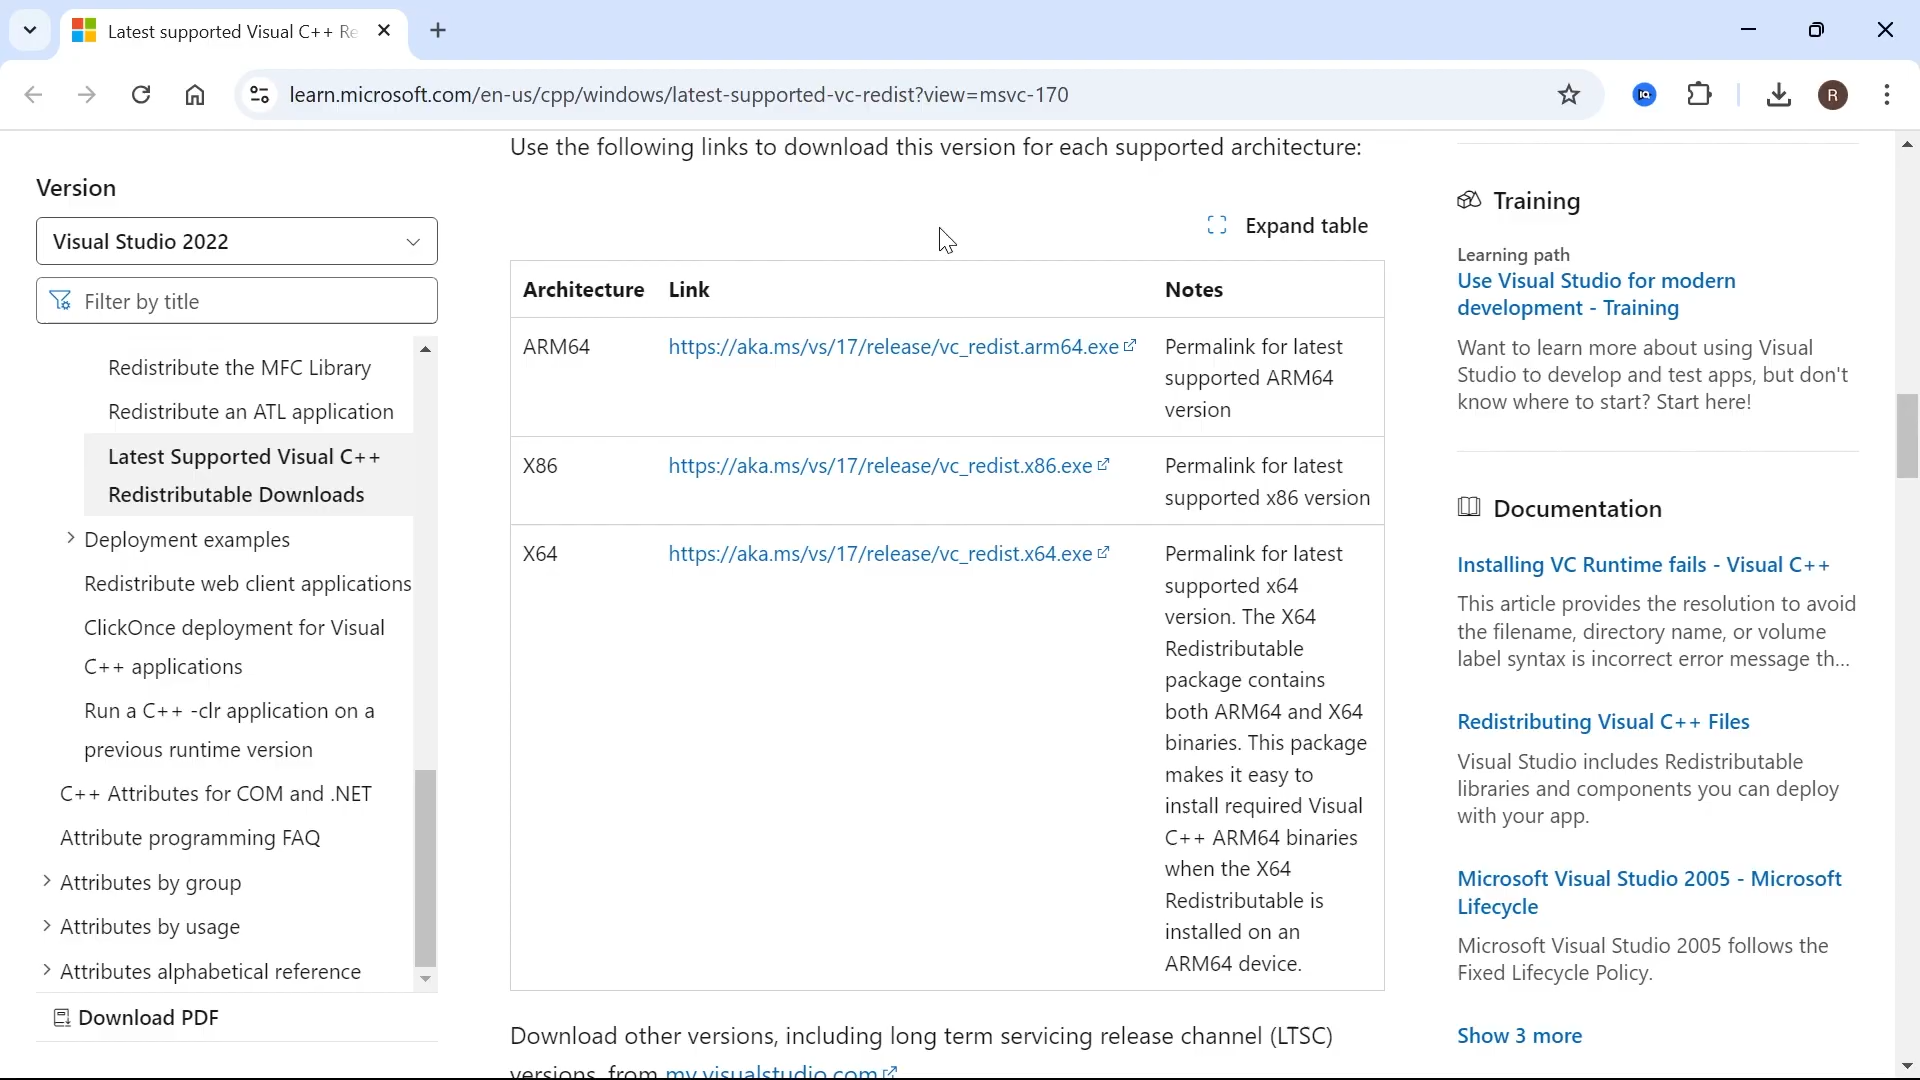 Latest supported Visual C++ Re
learn.microsoft.com/en-us/cpp/windows/latest-supported-vc-redist?view=msvc-170
R
Version
Visual Studio 2022
Filter by title
Redistribute the MFC Library
Redistribute an ATL application
Latest Supported Visual C++
Redistributable Downloads
Deployment examples
Redistribute web client applications
ClickOnce deployment for Visual
C++ applications
Run a C++ -clr application on a
previous runtime version
C++ Attributes for COM and .NET
Attribute programming FAQ
Attributes by group
Attributes by usage
Attributes alphabetical reference
Download PDF
Use the following links to download this version for each supported architecture:
Expand table
Architecture Link Notes
ARM64 https://aka.ms/vs/17/release/vc_redist.arm64.exe Permalink for latest
supported ARM64
version
X86 https://aka.ms/vs/17/release/vc_redist.x86.exe Permalink for latest
supported x86 version
X64 https://aka.ms/vs/17/release/vc_redist.x64.exe Permalink for latest
supported x64
version. The X64
Redistributable
package contains
both ARM64 and X64
binaries. This package
makes it easy to
install required Visual
C++ ARM64 binaries
when the X64
Redistributable is
installed on an
ARM64 device.
Download other versions, including long term servicing release channel (LTSC)
versions, from my.visualstudio.com
Training
Learning path
Use Visual Studio for modern
development - Training
Want to learn more about using Visual
Studio to develop and test apps, but don't
know where to start? Start here!
Documentation
Installing VC Runtime fails - Visual C++
This article provides the resolution to avoid
the filename, directory name, or volume
label syntax is incorrect error message th...
Redistributing Visual C++ Files
Visual Studio includes Redistributable
libraries and components you can deploy
with your app.
Microsoft Visual Studio 2005 - Microsoft
Lifecycle
Microsoft Visual Studio 2005 follows the
Fixed Lifecycle Policy.
Show 3 more